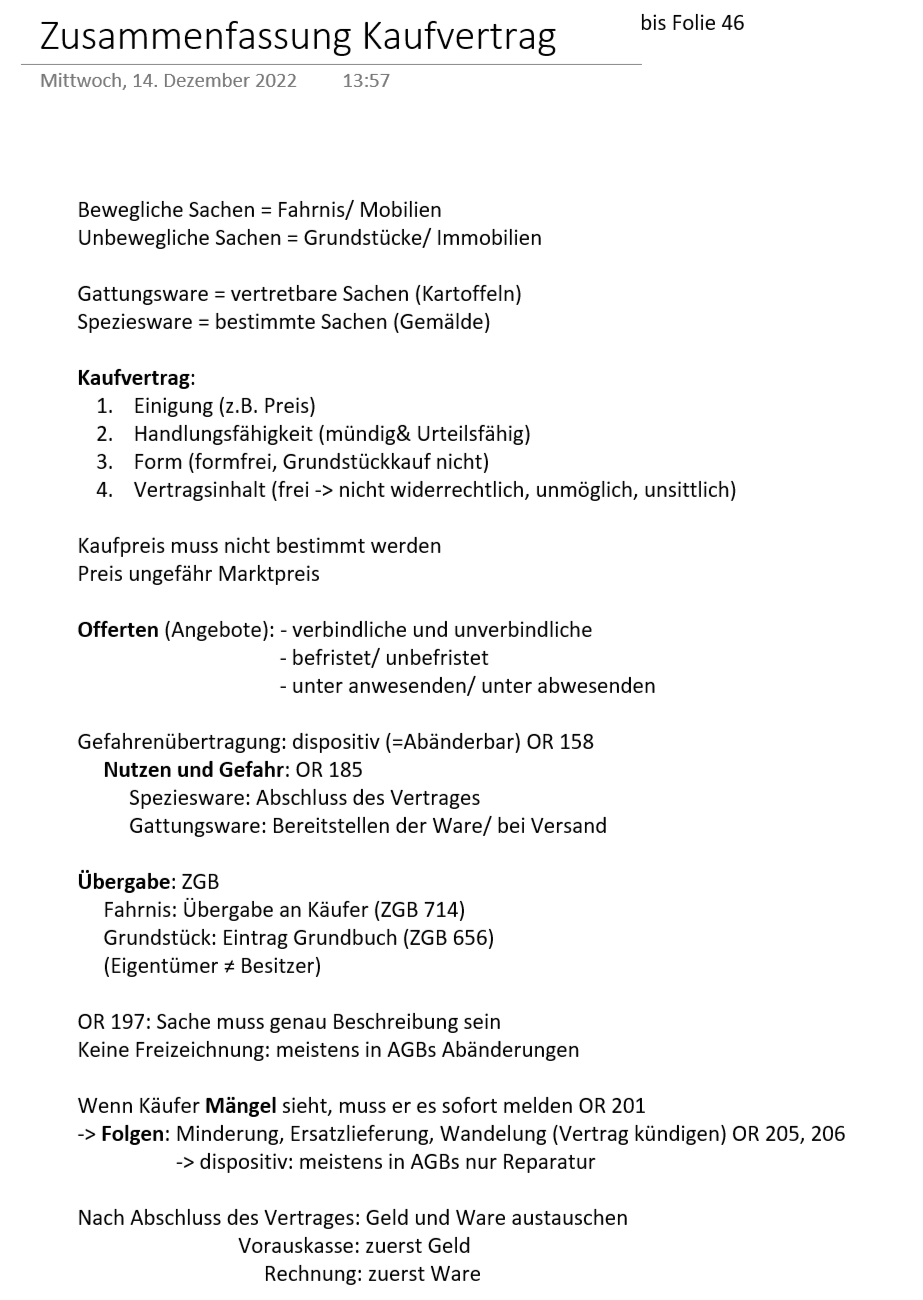 Zusammenfassung Kaufvertrag
bis Folie 46
Mittwoch, 14. Dezember 2022 13:57
Bewegliche Sachen = Fahrnis/ Mobilien
Unbewegliche Sachen = Grundstücke/ Immobilien
Gattungsware = vertretbare Sachen (Kartoffeln)
Speziesware = bestimmte Sachen (Gemälde)
Kaufvertrag:
1. Einigung (z.B. Preis)
2. Handlungsfähigkeit (mündig& Urteilsfähig)
3. Form (formfrei, Grundstückkauf nicht)
4. Vertragsinhalt (frei -> nicht widerrechtlich, unmöglich, unsittlich)
Kaufpreis muss nicht bestimmt werden
Preis ungefähr Marktpreis
Offerten (Angebote): - verbindliche und unverbindliche
- befristet/ unbefristet
- unter anwesenden/ unter abwesenden
Gefahrenübertragung: dispositiv (=Abänderbar) OR 158
Nutzen und Gefahr: OR 185
Speziesware: Abschluss des Vertrages
Gattungsware: Bereitstellen der Ware/ bei Versand
Übergabe: ZGB
Fahrnis: Übergabe an Käufer (ZGB 714)
Grundstück: Eintrag Grundbuch (ZGB 656)
(Eigentümer ≠ Besitzer)
OR 197: Sache muss genau Beschreibung sein
Keine Freizeichnung: meistens in AGBs Abänderungen
Wenn Käufer Mängel sieht, muss er es sofort melden OR 201
-> Folgen: Minderung, Ersatzlieferung, Wandelung (Vertrag kündigen) OR 205, 206
-> dispositiv: meistens in AGBs nur Reparatur
Nach Abschluss des Vertrages: Geld und Ware austauschen
Vorauskasse: zuerst Geld
Rechnung: zuerst Ware